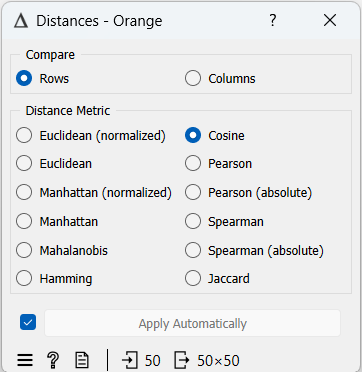 Distances - Orange ? ×
Compare
Rows Columns
Distance Metric
Euclidean (normalized) Cosine
Euclidean Pearson
Manhattan (normalized) Pearson (absolute)
Manhattan Spearman
Mahalanobis Spearman (absolute)
Hamming Jaccard
Apply Automatically
? 50 50×50